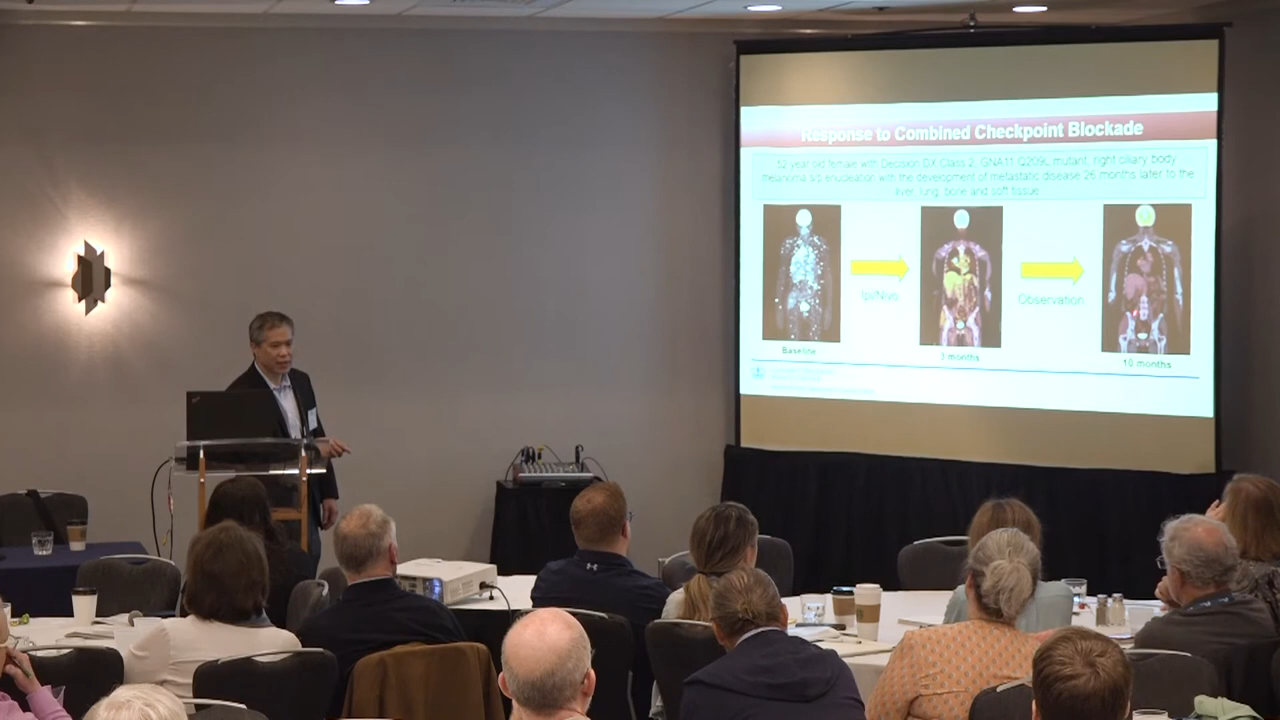 Response to Combined Checkpoint Blockade
52 year old female with Decision DX Class 2, GNA11 Q209L mutant, right ciliary body
melanoma s/p enucleation with the development of metastatic disease 26 months later to the
liver, lung, bone and soft tissue
Ipi/Nivo
Observation
Baseline
3 months
10 months